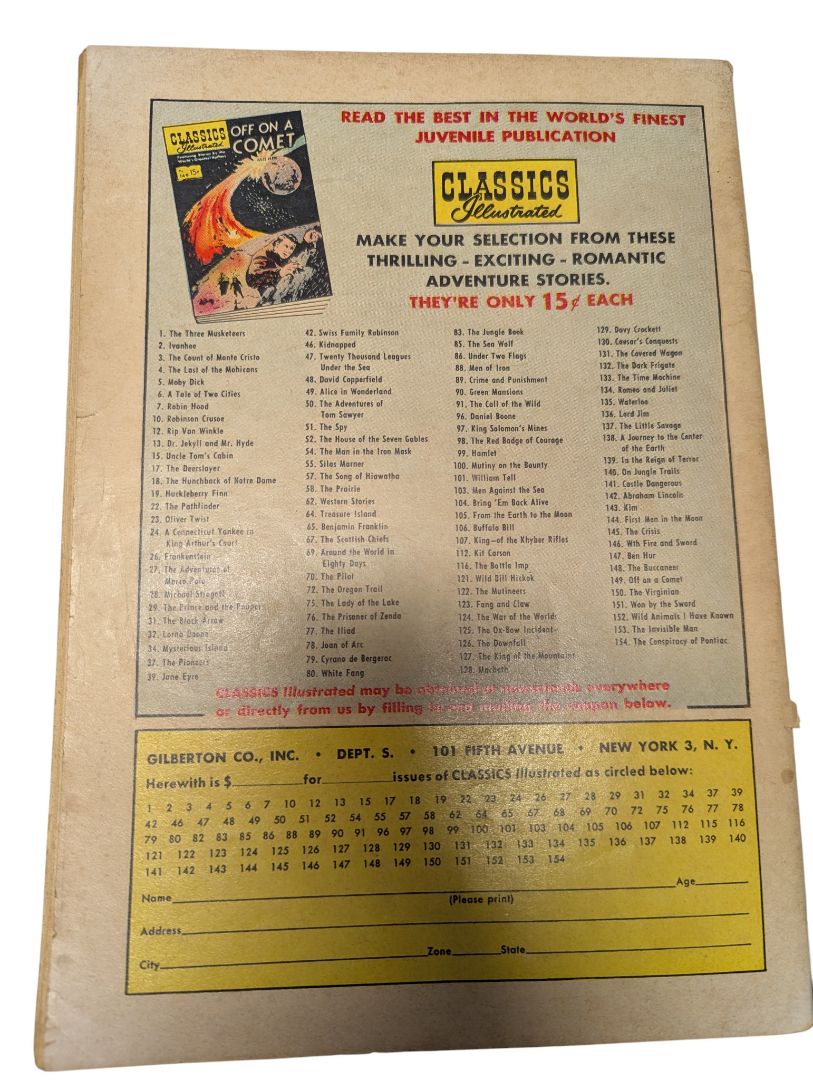 CLASSICS
Illustrated
Featuring Stories by the
World's Greatest Authors
No. 149 15¢
OFF ON A
COMET
JULES VERNE
READ THE BEST IN THE WORLD'S FINEST
JUVENILE PUBLICATION
CLASSICS
Illustrated
MAKE YOUR SELECTION FROM THESE
THRILLING - EXCITING - ROMANTIC
ADVENTURE STORIES.
THEY'RE ONLY 15¢ EACH
1. The Three Musketeers
2. Ivanhoe
3. The Count of Monte Cristo
4. The Last of the Mohicans
5. Moby Dick
6. A Tale of Two Cities
7. Robin Hood
10. Robinson Crusoe
12. Rip Van Winkle
13. Dr. Jekyll and Mr. Hyde
15. Uncle Tom's Cabin
17. The Deerslayer
18. The Hunchback of Notre Dame
19. Huckleberry Finn
22. The Pathfinder
23. Oliver Twist
24. A Connecticut Yankee in
King Arthur's Court
26. Frankenstein
27. The Adventures of
Marco Polo
28. Michael Strogoff
29. The Prince and the Pauper
31. The Black Arrow
32. Lorna Doone
34. Mysterious Island
37. The Pioneers
39. Jane Eyre
42. Swiss Family Robinson
46. Kidnapped
47. Twenty Thousand Leagues
Under the Sea
48. David Copperfield
49. Alice in Wonderland
50. The Adventures of
Tom Sawyer
51. The Spy
52. The House of the Seven Gables
54. The Man in the Iron Mask
55. Silas Marner
57. The Song of Hiawatha
58. The Prairie
62. Western Stories
64. Treasure Island
65. Benjamin Franklin
67. The Scottish Chiefs
69. Around the World in
Eighty Days
70. The Pilot
72. The Oregon Trail
75. The Lady of the Lake
76. The Prisoner of Zenda
77. The Iliad
78. Joan of Arc
79. Cyrano de Bergerac
80. White Fang
83. The Jungle Book
85. The Sea Wolf
86. Under Two Flags
88. Men of Iron
89. Crime and Punishment
90. Green Mansions
91. The Call of the Wild
96. Daniel Boone
97. King Solomon's Mines
98. The Red Badge of Courage
99. Hamlet
100. Mutiny on the Bounty
101. William Tell
103. Men Against the Sea
104. Bring 'Em Back Alive
105. From the Earth to the Moon
106. Buffalo Bill
107. King—of the Khyber Rifles
112. Kit Carson
116. The Bottle Imp
121. Wild Bill Hickok
122. The Mutineers
123. Fang and Claw
124. The War of the Worlds
125. The Ox-Bow Incident
126. The Downfall
127. The King of the Mountains
128. Macbeth
129. Davy Crockett
130. Caesar's Conquests
131. The Covered Wagon
132. The Dark Frigate
133. The Time Machine
134. Romeo and Juliet
135. Waterloo
136. Lord Jim
137. The Little Savage
138. A Journey to the Center
of the Earth
139. In the Reign of Terror
140. On Jungle Trails
141. Castle Dangerous
142. Abraham Lincoln
143. Kim
144. First Men in the Moon
145. The Crisis
146. Wth Fire and Sword
147. Ben Hur
148. The Buccaneer
149. Off on a Comet
150. The Virginian
151. Won by the Sword
152. Wild Animals I Have Known
153. The Invisible Man
154. The Conspiracy of Pontiac
CLASSICS Illustrated may be obtained at newsstands everywhere
or directly from us by filling in and mailing the coupon below.
GILBERTON CO., INC. • DEPT. S. • 101 FIFTH AVENUE • NEW YORK 3, N. Y.
Herewith is $ for issues of CLASSICS Illustrated as circled below:
1 2 3 4 5 6 7 10 12 13 15 17 18 19 22 23 24 26 27 28 29 31 32 34 37 39
42 46 47 48 49 50 51 52 54 55 57 58 62 64 65 67 68 69 70 72 75 76 77 78
79 80 82 83 85 86 88 89 90 91 96 97 98 99 100 101 103 104 105 106 107 112 115 116
121 122 123 124 125 126 127 128 129 130 131 132 133 134 135 136 137 138 139 140
141 142 143 144 145 146 147 148 149 150 151 152 153 154
Name Age
(Please print)
Address
City Zone State